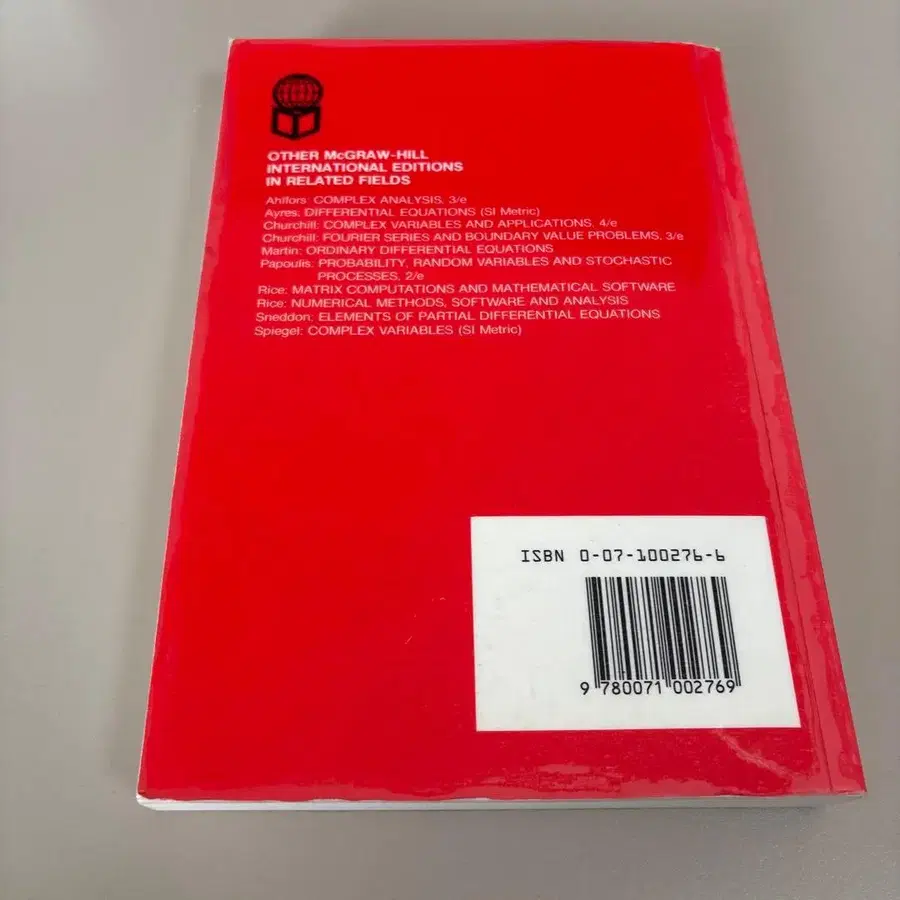 OTHER McGRAW-HILL
INTERNATIONAL EDITIONS
IN RELATED FIELDS
Ahlfors: COMPLEX ANALYSIS, 3/e
Ayres: DIFFERENTIAL EQUATIONS (SI Metric)
Churchill: COMPLEX VARIABLES AND APPLICATIONS, 4/e
Churchill: FOURIER SERIES AND BOUNDARY VALUE PROBLEMS, 3/e
Martin: ORDINARY DIFFERENTIAL EQUATIONS
Papoulis: PROBABILITY, RANDOM VARIABLES AND STOCHASTIC
PROCESSES, 2/e
Rice: MATRIX COMPUTATIONS AND MATHEMATICAL SOFTWARE
Rice: NUMERICAL METHODS, SOFTWARE AND ANALYSIS
Sneddon: ELEMENTS OF PARTIAL DIFFERENTIAL EQUATIONS
Spiegel: COMPLEX VARIABLES (SI Metric)
ISBN 0-07-100276-6
9 780071 002769